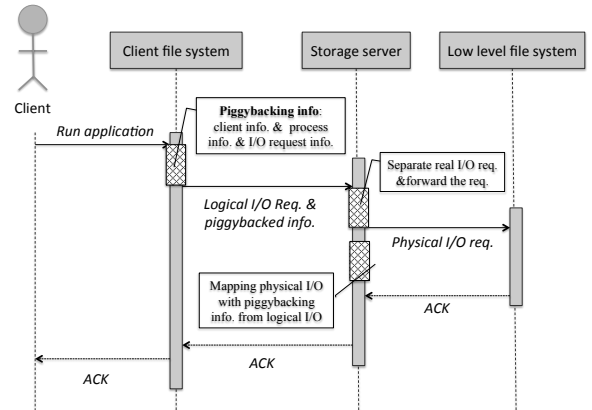 Client file system
Storage server
Low level file system
Client
Run application
Piggybacking info:
client info. & process
info. & I/O request info.
Separate real I/O req.
&forward the req.
Logical I/O Req. &
piggybacked info.
Physical I/O req.
Mapping physical I/O
with piggybacking
info. from logical I/O
ACK
ACK
ACK